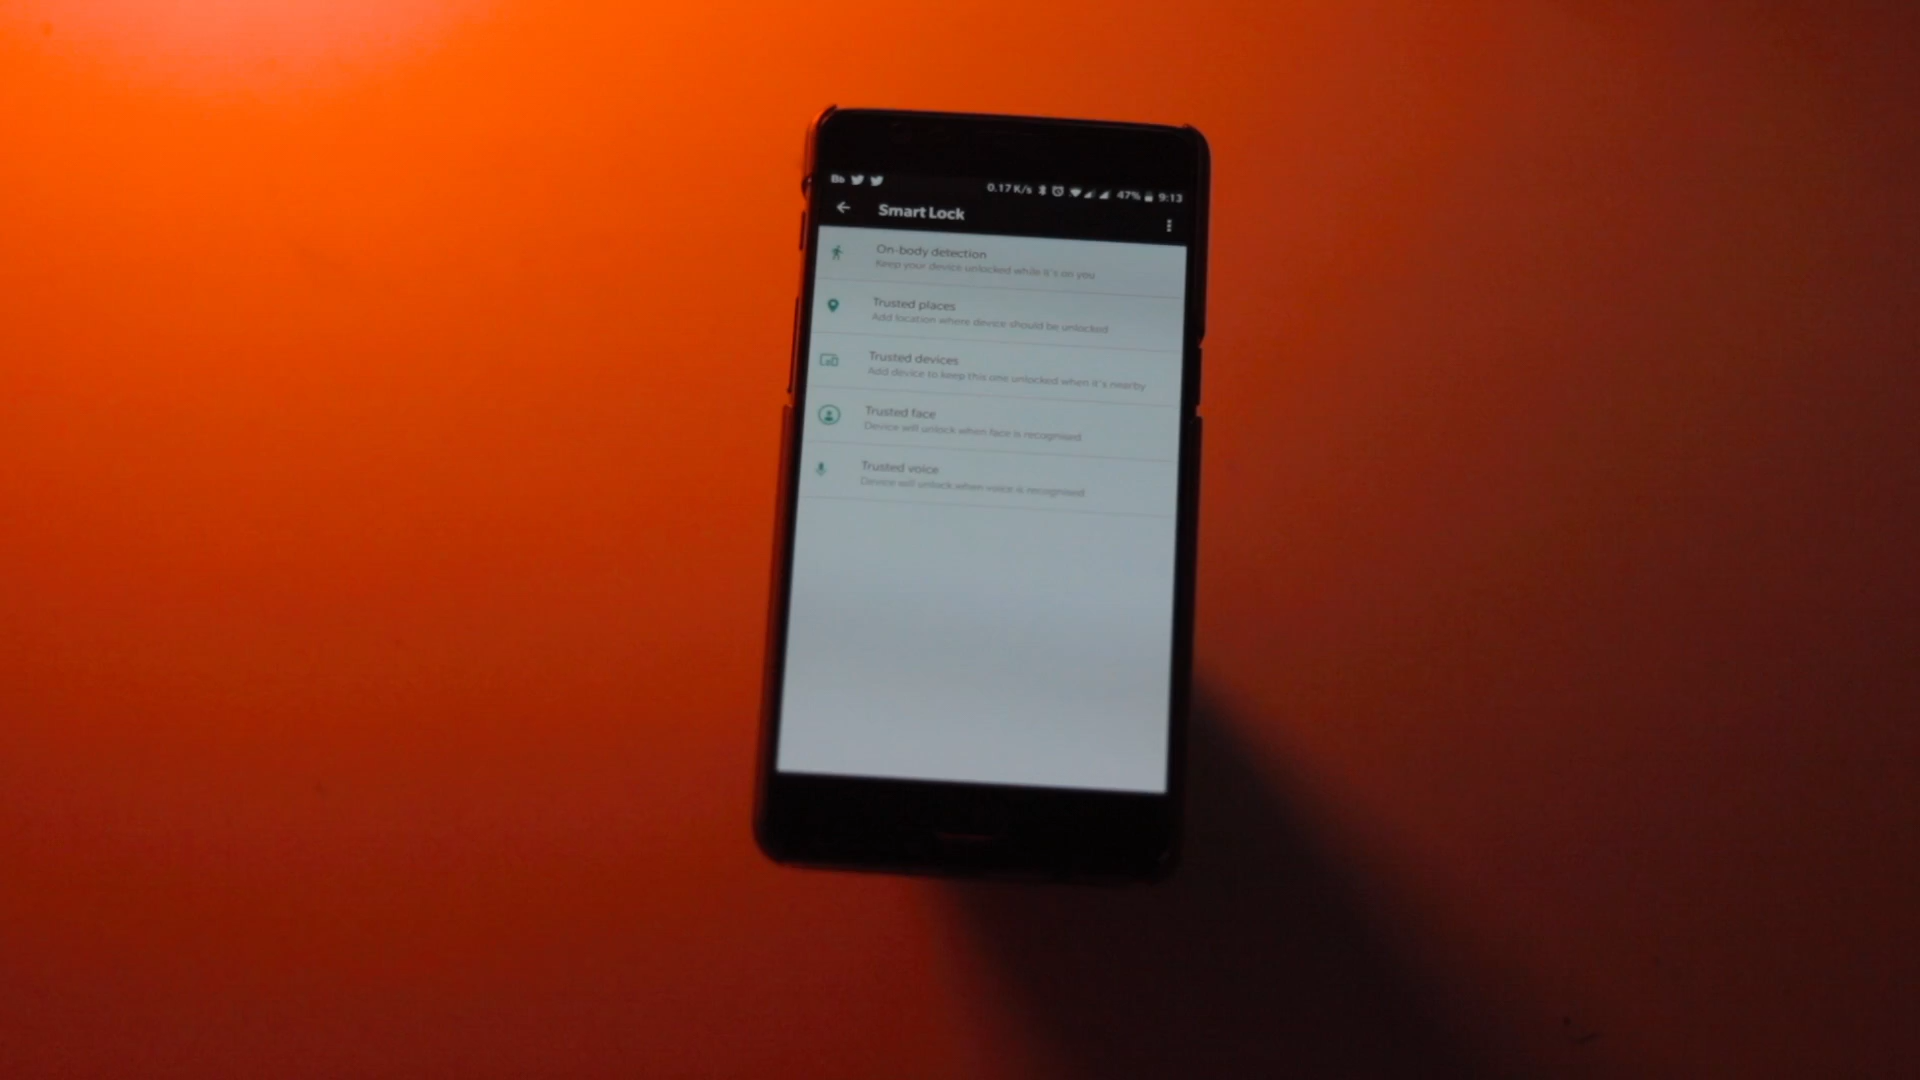 Bb 0.17 K/s 47% 9:13
Smart Lock
On-body detection
Keep your device unlocked while it's on you
Trusted places
Add location where device should be unlocked
Trusted devices
Add device to keep this one unlocked when it's nearby
Trusted face
Device will unlock when face is recognised
Trusted voice
Device will unlock when voice is recognised